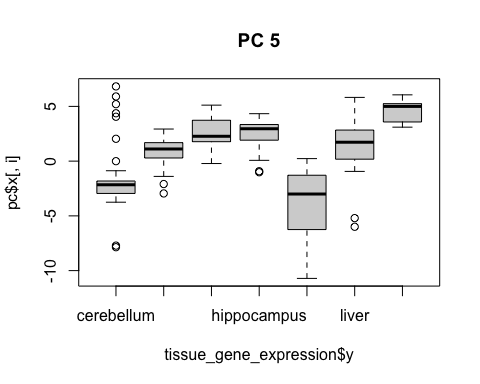 PC 5
pc$x[, i]
5
0
-5
-10
cerebellum hippocampus liver
tissue_gene_expression$y